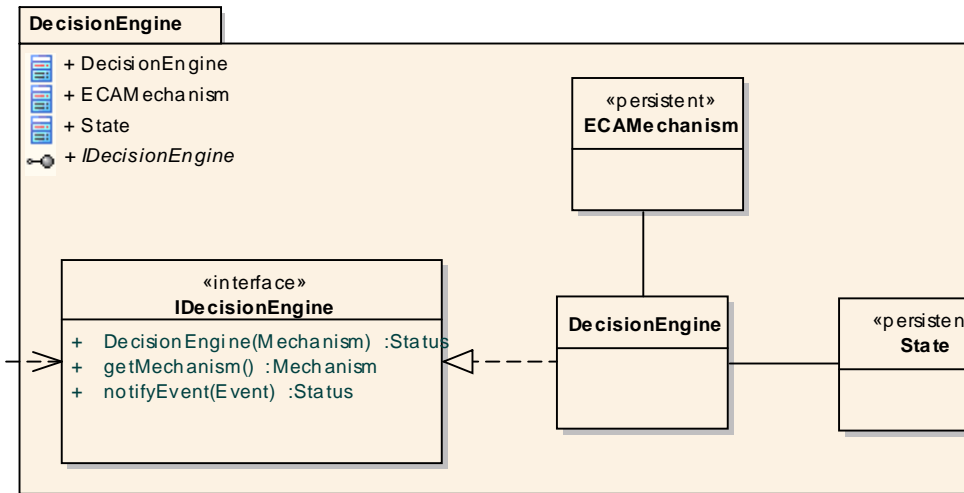 DecisionEngine
+ DecisionEngine
+ ECAMechanism
+ State
+ IDecisionEngine
«persistent»
ECAMechanism
«interface»
IDecisionEngine
+ DecisionEngine(Mechanism) :Status
+ getMechanism() :Mechanism
+ notifyEvent(Event) :Status
DecisionEngine
«persisten
State